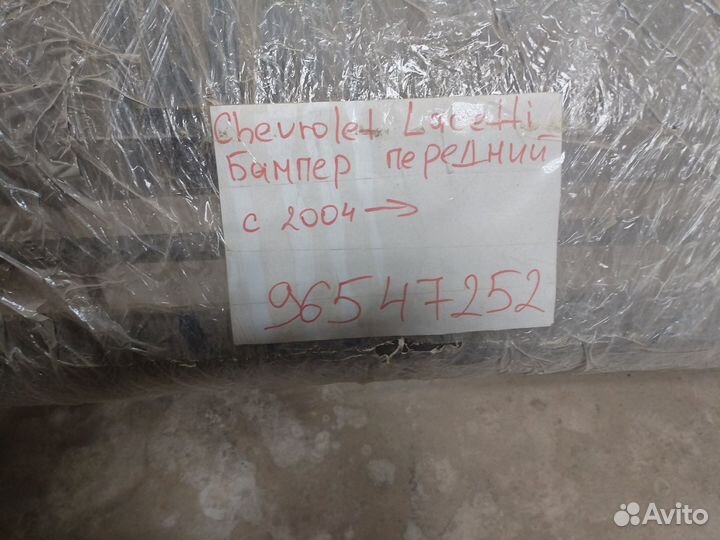 Chevrolet Lacetti
Бампер передний
с 2004 →
96547252
Avito